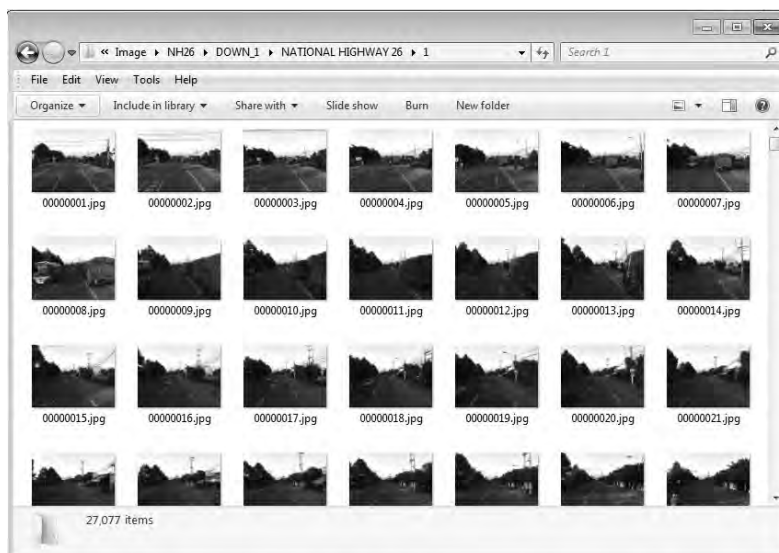 « Image ▸ NH26 ▸ DOWN_1 ▸ NATIONAL HIGHWAY 26 ▸ 1 Search 1
File Edit View Tools Help
Organize Include in library Share with Slide show Burn New folder
00000001.jpg 00000002.jpg 00000003.jpg 00000004.jpg 00000005.jpg 00000006.jpg 00000007.jpg
00000008.jpg 00000009.jpg 00000010.jpg 00000011.jpg 00000012.jpg 00000013.jpg 00000014.jpg
00000015.jpg 00000016.jpg 00000017.jpg 00000018.jpg 00000019.jpg 00000020.jpg 00000021.jpg
27,077 items